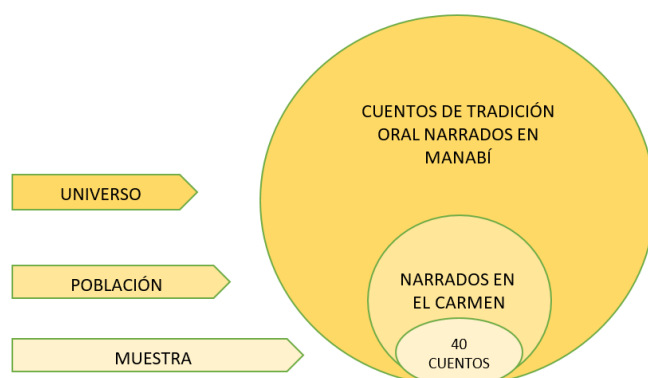 CUENTOS DE TRADICIÓN
ORAL NARRADOS EN
MANABÍ
UNIVERSO
POBLACIÓN
NARRADOS EN
EL CARMEN
MUESTRA
40
CUENTOS